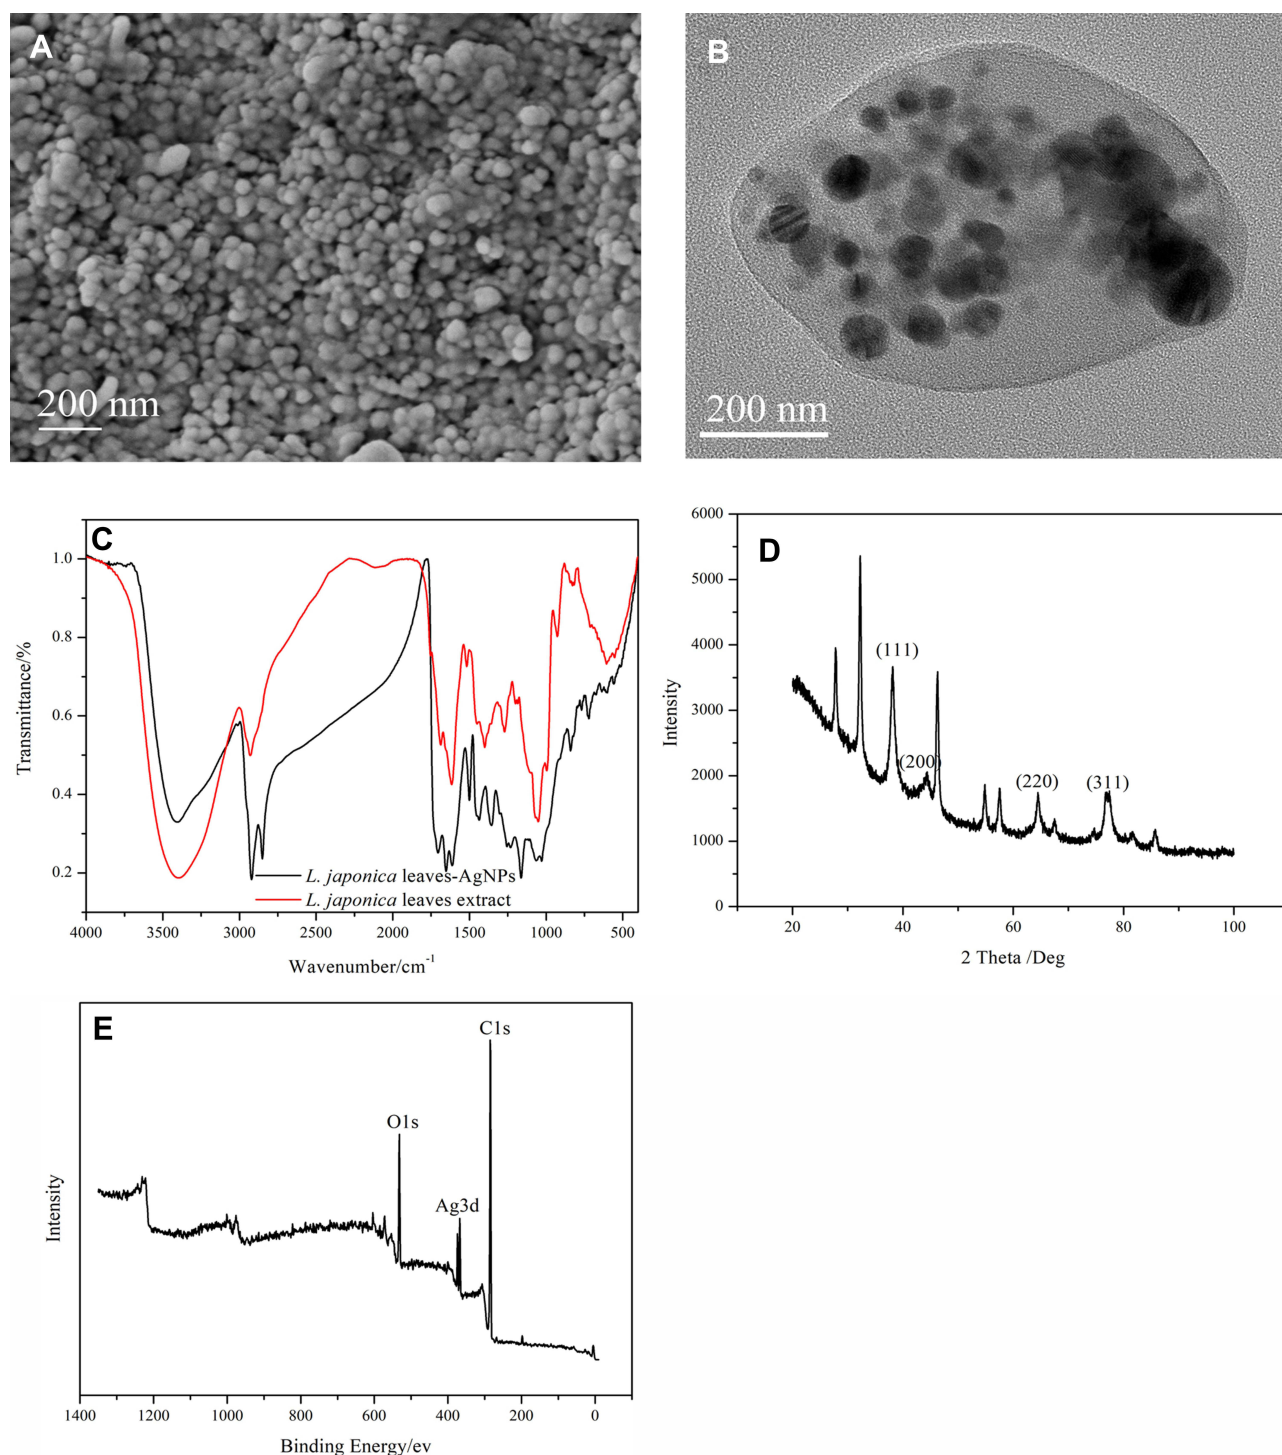 A
200 nm
B
200 nm
C
1.0
0.8
0.6
0.4
0.2
Transmittance/%
L. japonica leaves-AgNPs
L. japonica leaves extract
4000 3500 3000 2500 2000 1500 1000 500
Wavenumber/cm⁻¹
D
6000
5000
4000
3000
2000
1000
0
Intensity
(111)
(200)
(220)
(311)
20 40 60 80 100
2 Theta /Deg
E
C1s
O1s
Ag3d
Intensity
1400 1200 1000 800 600 400 200 0
Binding Energy/ev